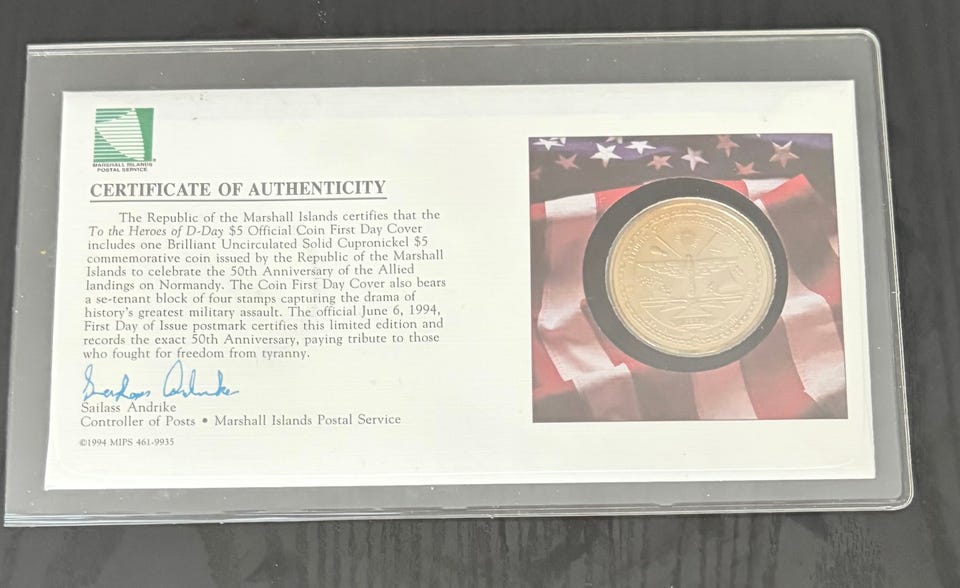 MARSHALL ISLANDS
POSTAL SERVICE
CERTIFICATE OF AUTHENTICITY
The Republic of the Marshall Islands certifies that the
To the Heroes of D-Day $5 Official Coin First Day Cover
includes one Brilliant Uncirculated Solid Cupronickel $5
commemorative coin issued by the Republic of the Marshall
Islands to celebrate the 50th Anniversary of the Allied
landings on Normandy. The Coin First Day Cover also bears
a se-tenant block of four stamps capturing the drama of
history's greatest military assault. The official June 6, 1994,
First Day of Issue postmark certifies this limited edition and
records the exact 50th Anniversary, paying tribute to those
who fought for freedom from tyranny.
Sailass Andrike
Sailass Andrike
Controller of Posts • Marshall Islands Postal Service
©1994 MIPS 461-9935